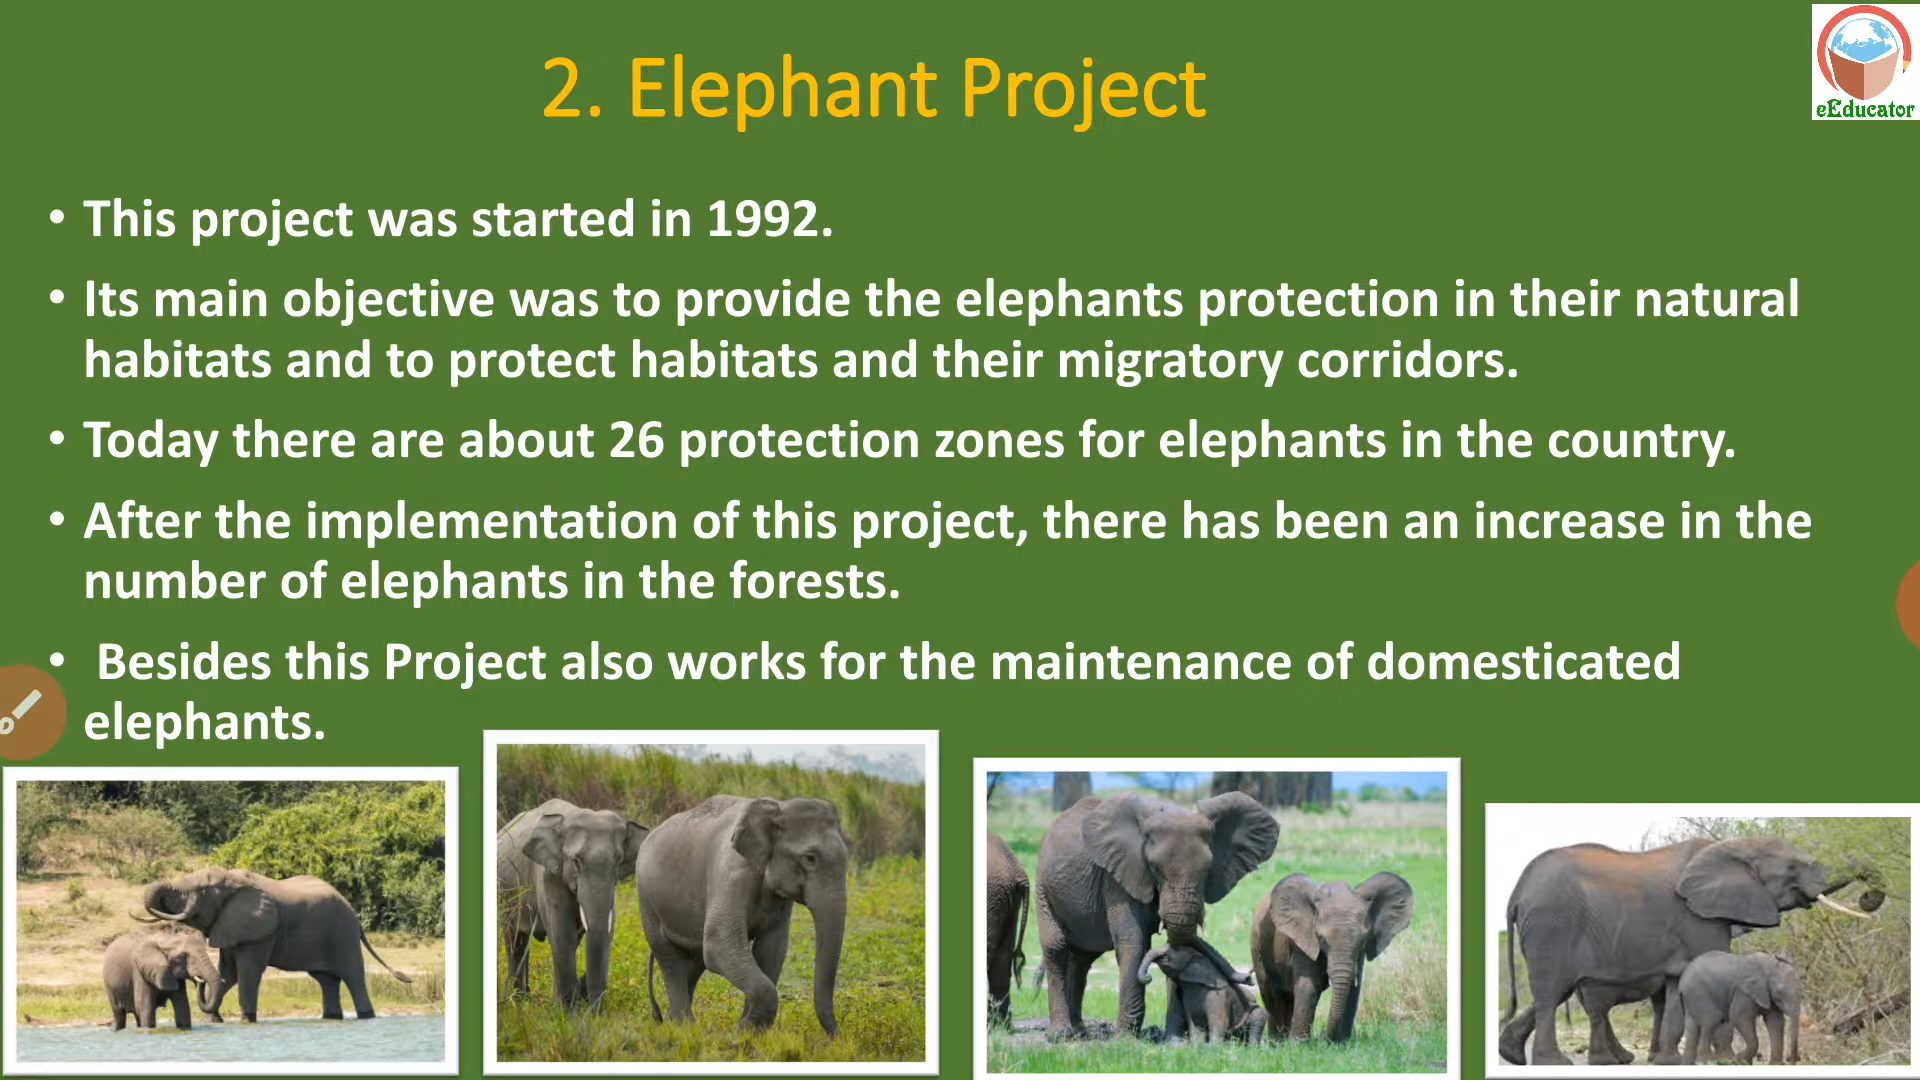 2. Elephant Project
eEducator
• This project was started in 1992.
• Its main objective was to provide the elephants protection in their natural
habitats and to protect habitats and their migratory corridors.
• Today there are about 26 protection zones for elephants in the country.
• After the implementation of this project, there has been an increase in the
number of elephants in the forests.
• Besides this Project also works for the maintenance of domesticated
elephants.